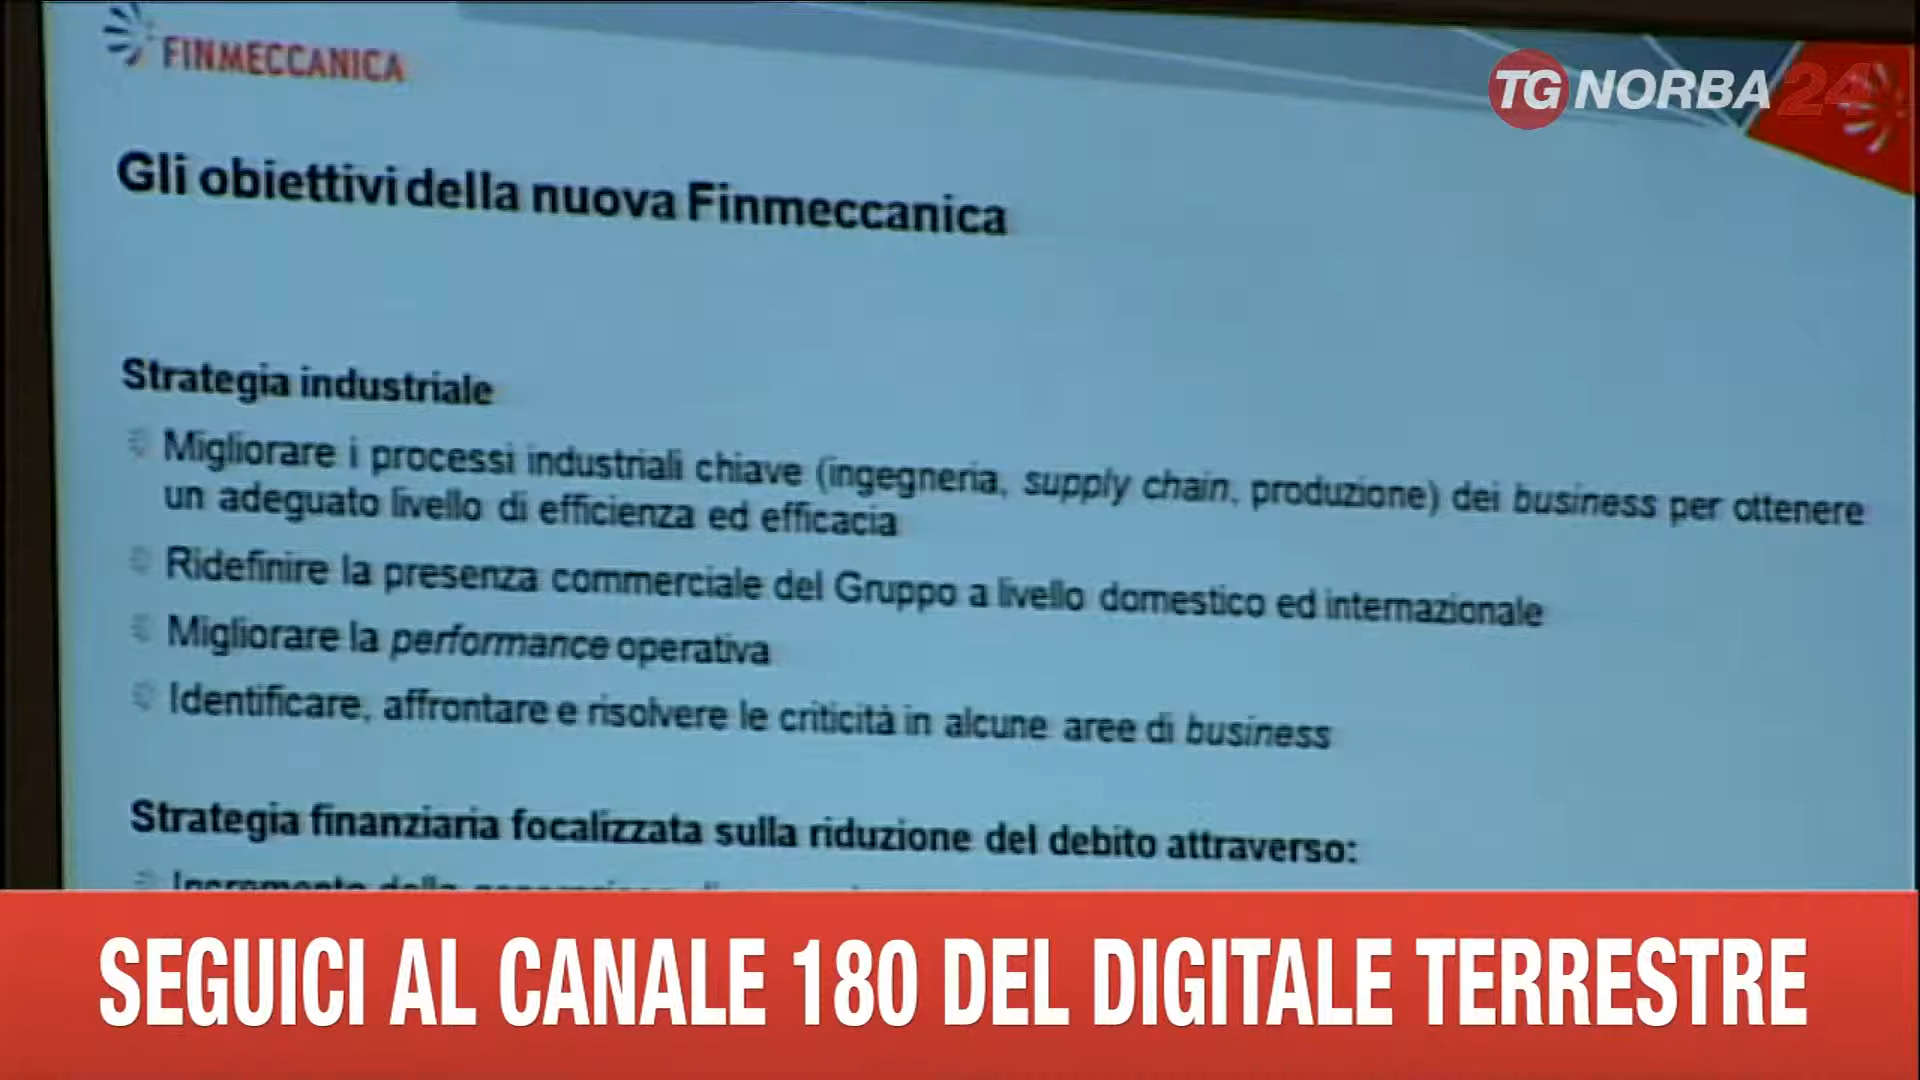 FINMECCANICA
TG NORBA 24
Gli obiettivi della nuova Finmeccanica
Strategia industriale
Migliorare i processi industriali chiave (ingegneria, supply chain, produzione) dei business per ottenere
un adeguato livello di efficienza ed efficacia
Ridefinire la presenza commerciale del Gruppo a livello domestico ed internazionale
Migliorare la performance operativa
Identificare, affrontare e risolvere le criticità in alcune aree di business
Strategia finanziaria focalizzata sulla riduzione del debito attraverso:
Incremento della
SEGUICI AL CANALE 180 DEL DIGITALE TERRESTRE